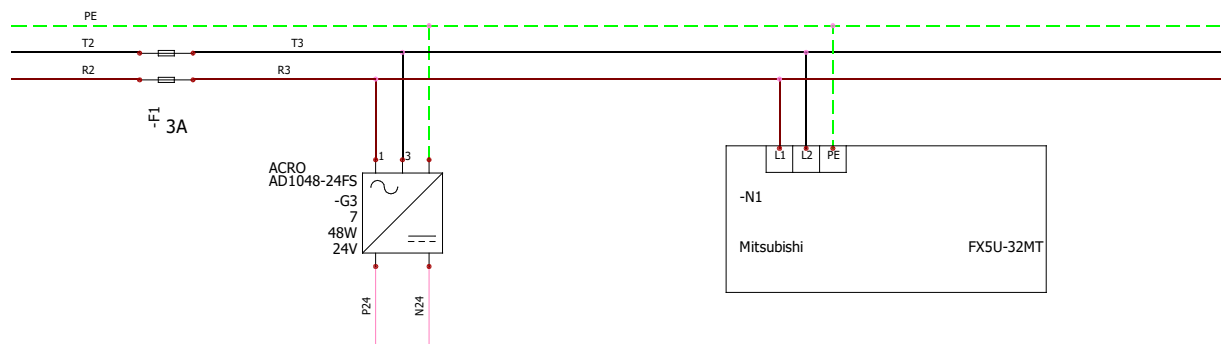 PE
T2
T3
R2
R3
-F1
3A
1
3
ACRO
AD1048-24FS
-G3
7
48W
24V
P24
N24
L1
L2
PE
-N1
Mitsubishi
FX5U-32MT